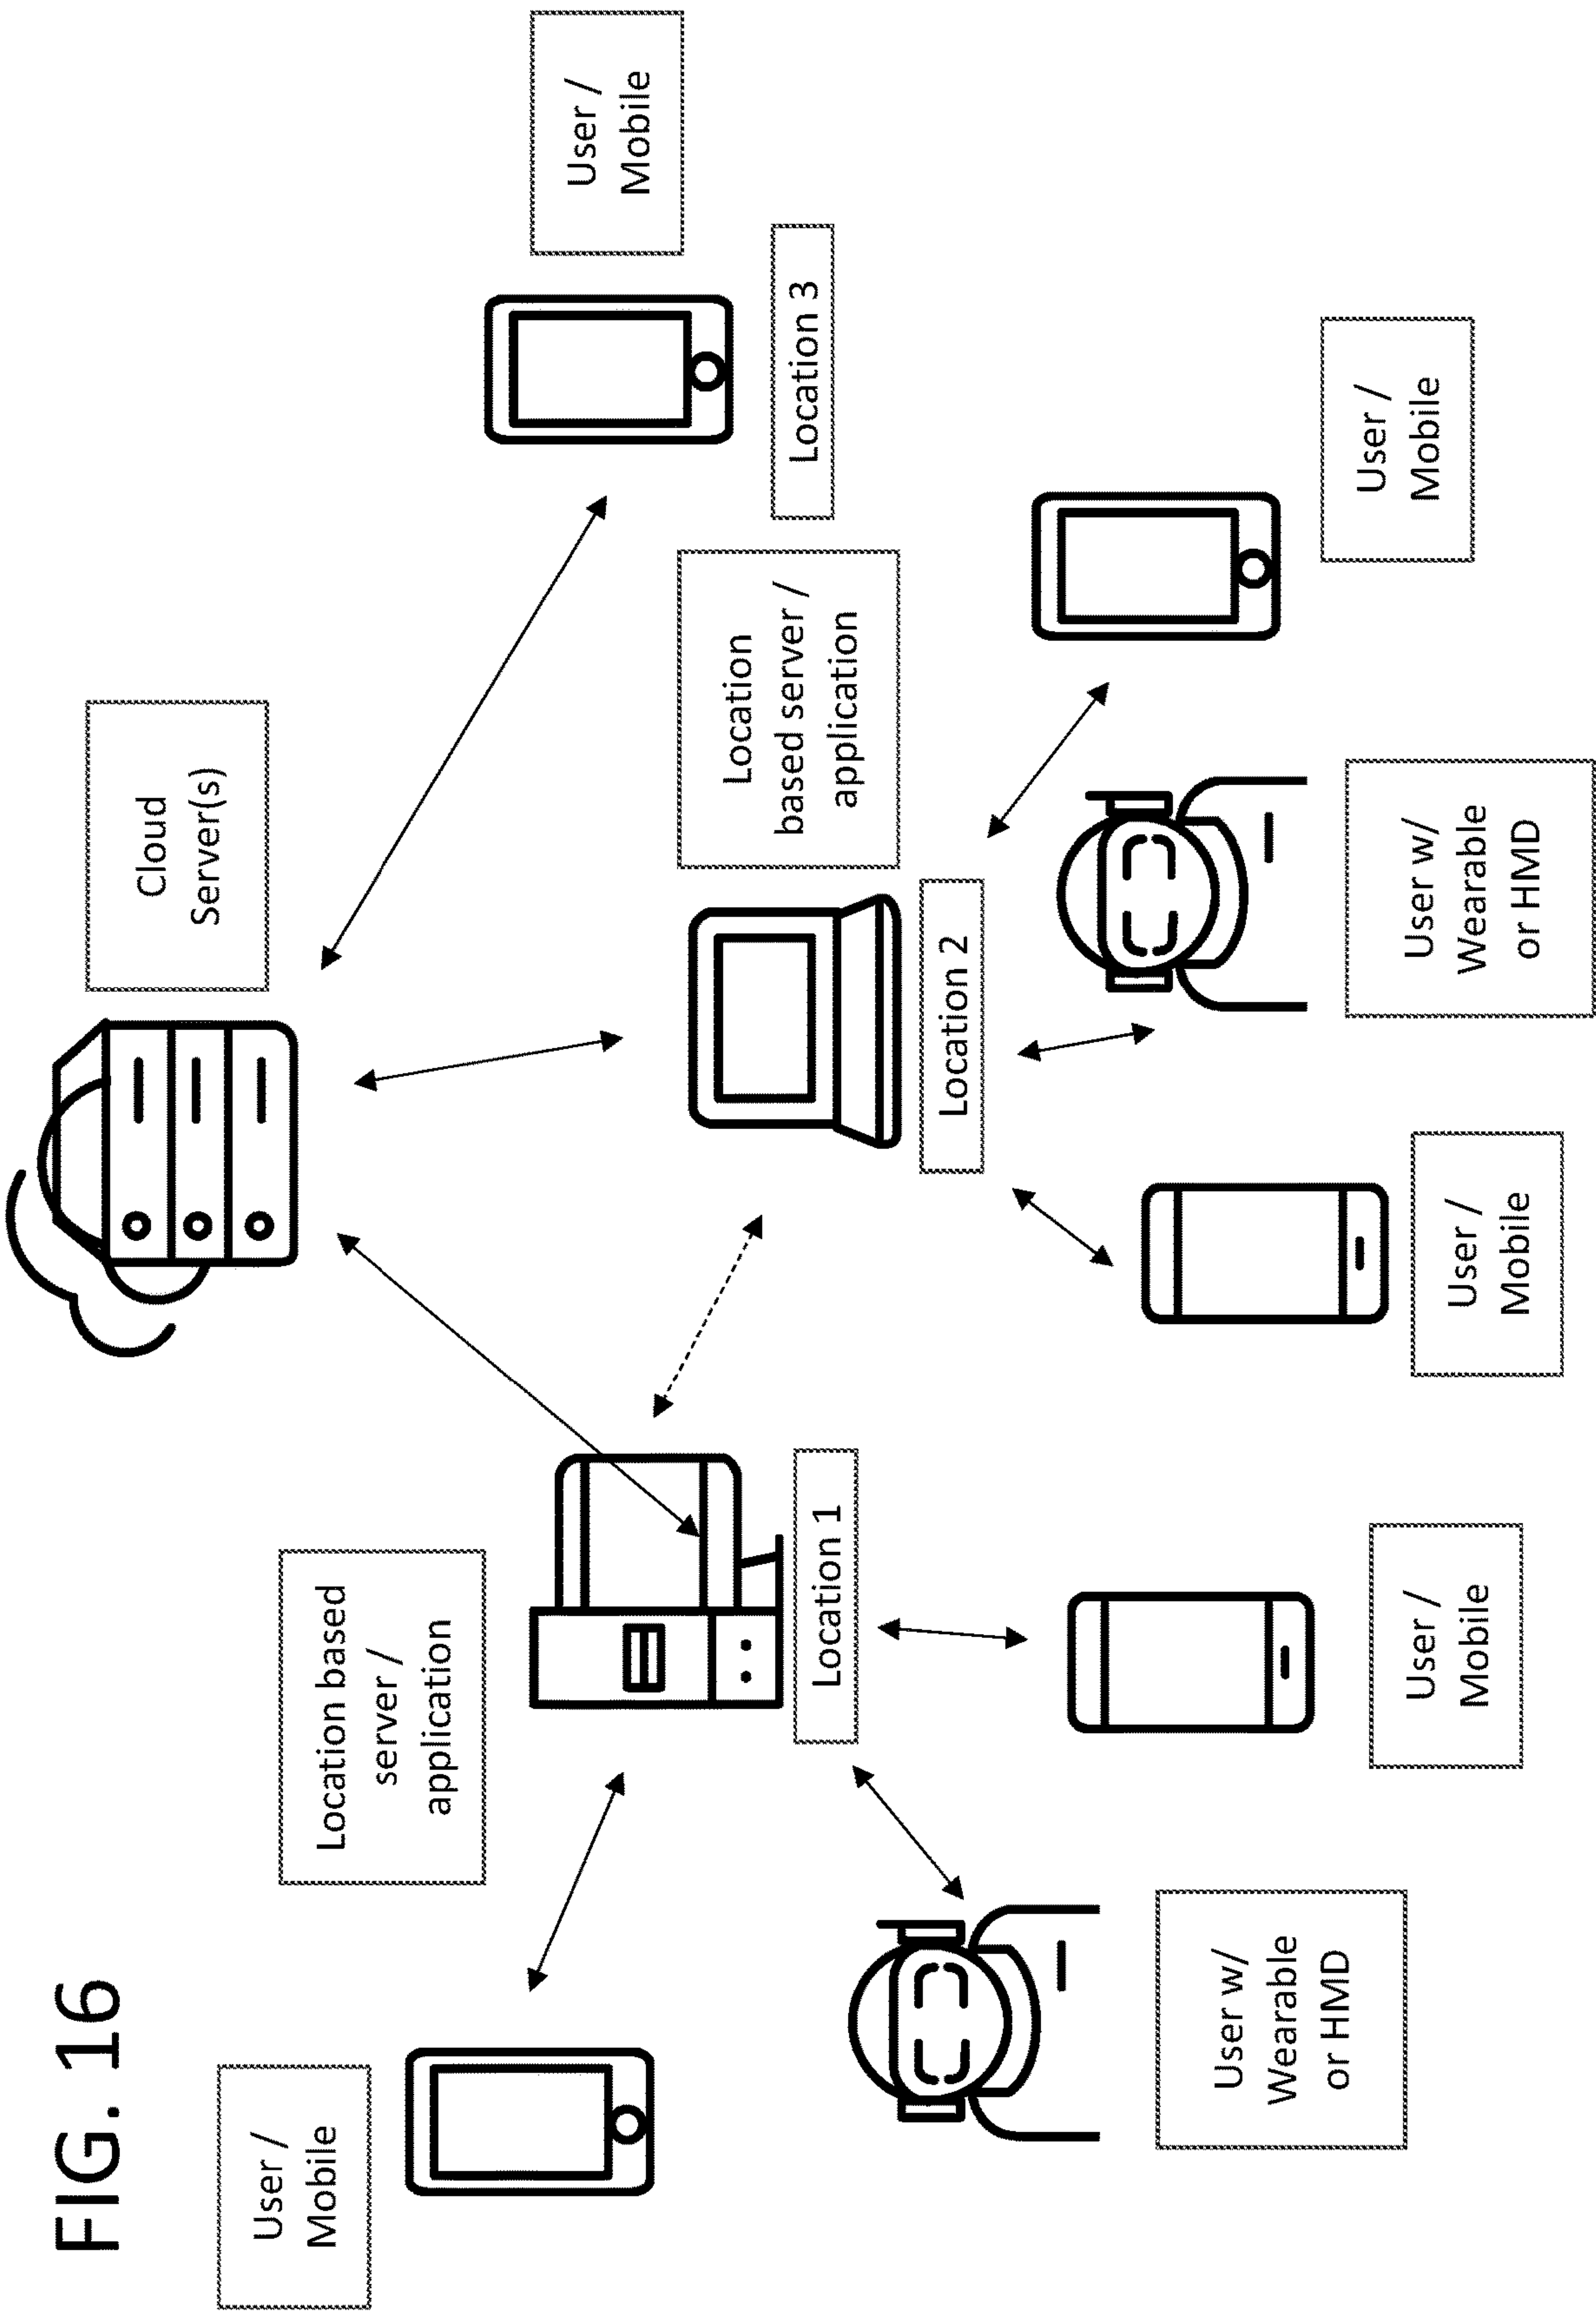 FIG. 16
Cloud
Server(s)
User /
Mobile
Location based
server /
application
User /
Mobile
Location 3
Location
based server /
application
Location 1
Location 2
User w/
Wearable
or HMD
User /
Mobile
User /
Mobile
User w/
Wearable
or HMD
User /
Mobile